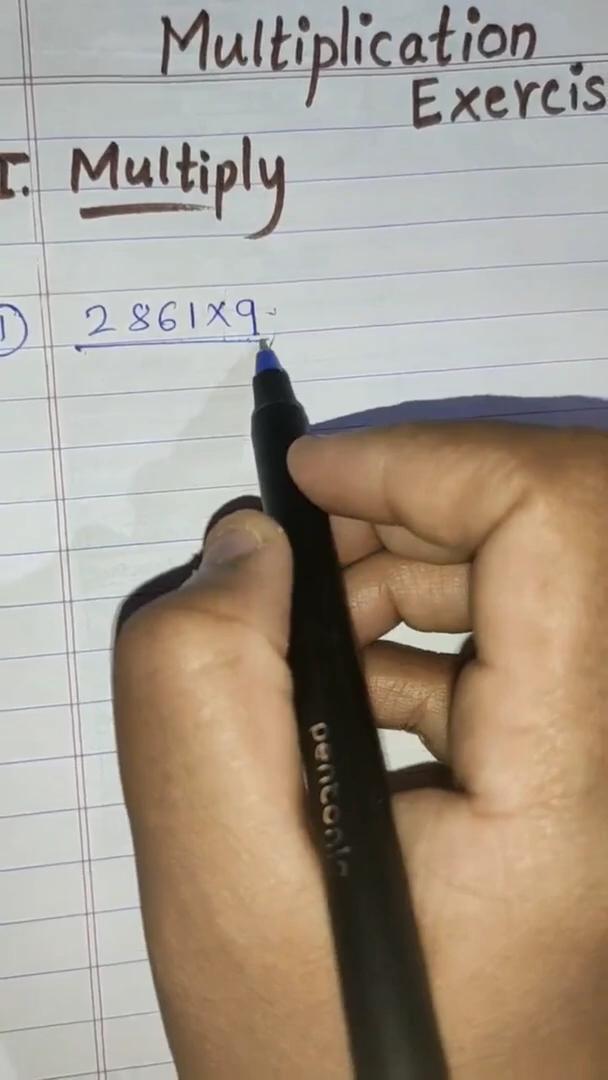 Multiplication
Exercis
I. Multiply
1) 2861×9
pentonic